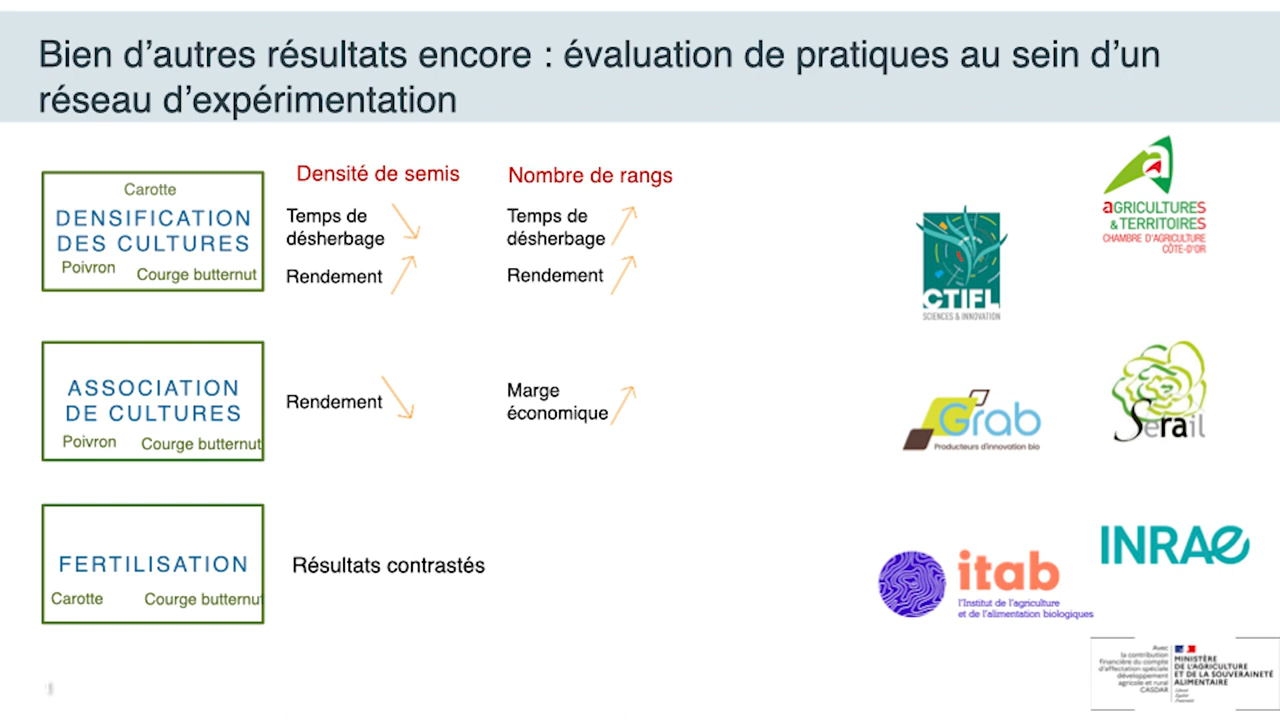 Bien d’autres résultats encore : évaluation de pratiques au sein d’un
réseau d’expérimentation
Carotte
DENSIFICATION
DES CULTURES
Poivron
Courge butternut
Densité de semis
Temps de
désherbage
Rendement
Nombre de rangs
Temps de
désherbage
Rendement
ASSOCIATION
DE CULTURES
Poivron
Courge butternut
Rendement
Marge
économique
FERTILISATION
Carotte
Courge butternut
Résultats contrastés
CTIFL
SCIENCES & INNOVATION
aGRICULTURES
& TERRITOIRES
CHAMBRE D'AGRICULTURE
CÔTE-D'OR
Grab
Producteurs d'innovation bio
Serail
itab
l'Institut de l'agriculture
et de l'alimentation biologiques
INRAE
Avec
la contribution
financière du compte
d'affectation spéciale
développement
agricole et rural
CASDAR
MINISTÈRE
DE L'AGRICULTURE
ET DE LA SOUVERAINETÉ
ALIMENTAIRE
Liberté
Égalité
Fraternité